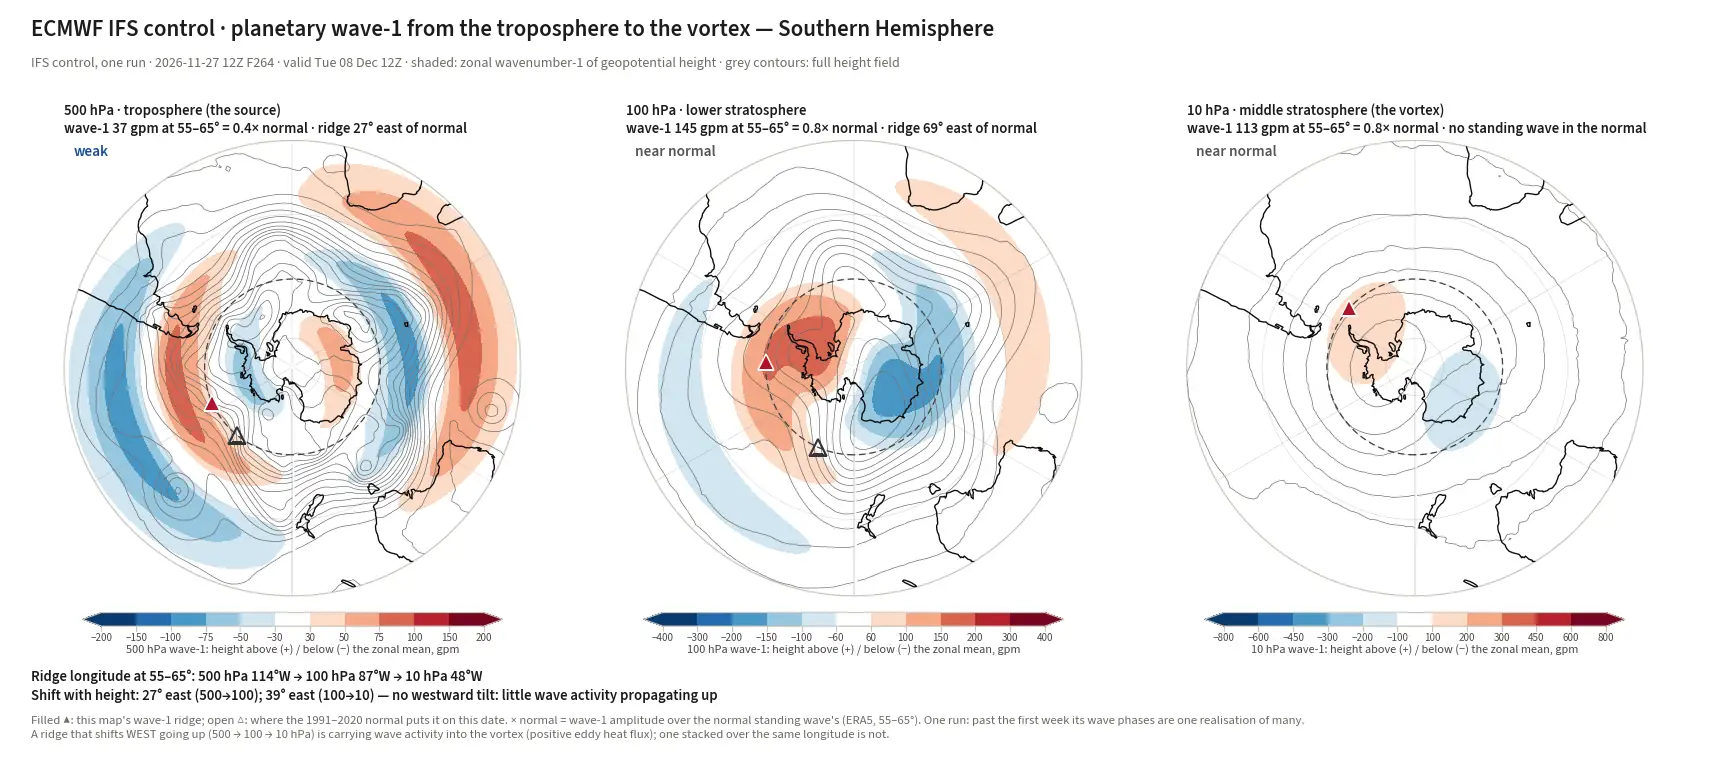 ECMWF IFS control · planetary wave-1 from the troposphere to the vortex — Southern Hemisphere
IFS control, one run · 2026-11-27 12Z F264 · valid Tue 08 Dec 12Z · shaded: zonal wavenumber-1 of geopotential height · grey contours: full height field
500 hPa · troposphere (the source)
wave-1 37 gpm at 55–65° = 0.4× normal · ridge 27° east of normal
weak
100 hPa · lower stratosphere
wave-1 145 gpm at 55–65° = 0.8× normal · ridge 69° east of normal
near normal
10 hPa · middle stratosphere (the vortex)
wave-1 113 gpm at 55–65° = 0.8× normal · no standing wave in the normal
near normal
−200 −150 −100 −75 −50 −30 30 50 75 100 150 200
500 hPa wave-1: height above (+) / below (−) the zonal mean, gpm
−400 −300 −200 −150 −100 −60 60 100 150 200 300 400
100 hPa wave-1: height above (+) / below (−) the zonal mean, gpm
−800 −600 −450 −300 −200 −100 100 200 300 450 600 800
10 hPa wave-1: height above (+) / below (−) the zonal mean, gpm
Ridge longitude at 55–65°: 500 hPa 114°W → 100 hPa 87°W → 10 hPa 48°W
Shift with height: 27° east (500→100); 39° east (100→10) — no westward tilt: little wave activity propagating up
Filled ▲: this map's wave-1 ridge; open △: where the 1991–2020 normal puts it on this date. × normal = wave-1 amplitude over the normal standing wave's (ERA5, 55–65°). One run: past the first week its wave phases are one realisation of many.
A ridge that shifts WEST going up (500 → 100 → 10 hPa) is carrying wave activity into the vortex (positive eddy heat flux); one stacked over the same longitude is not.